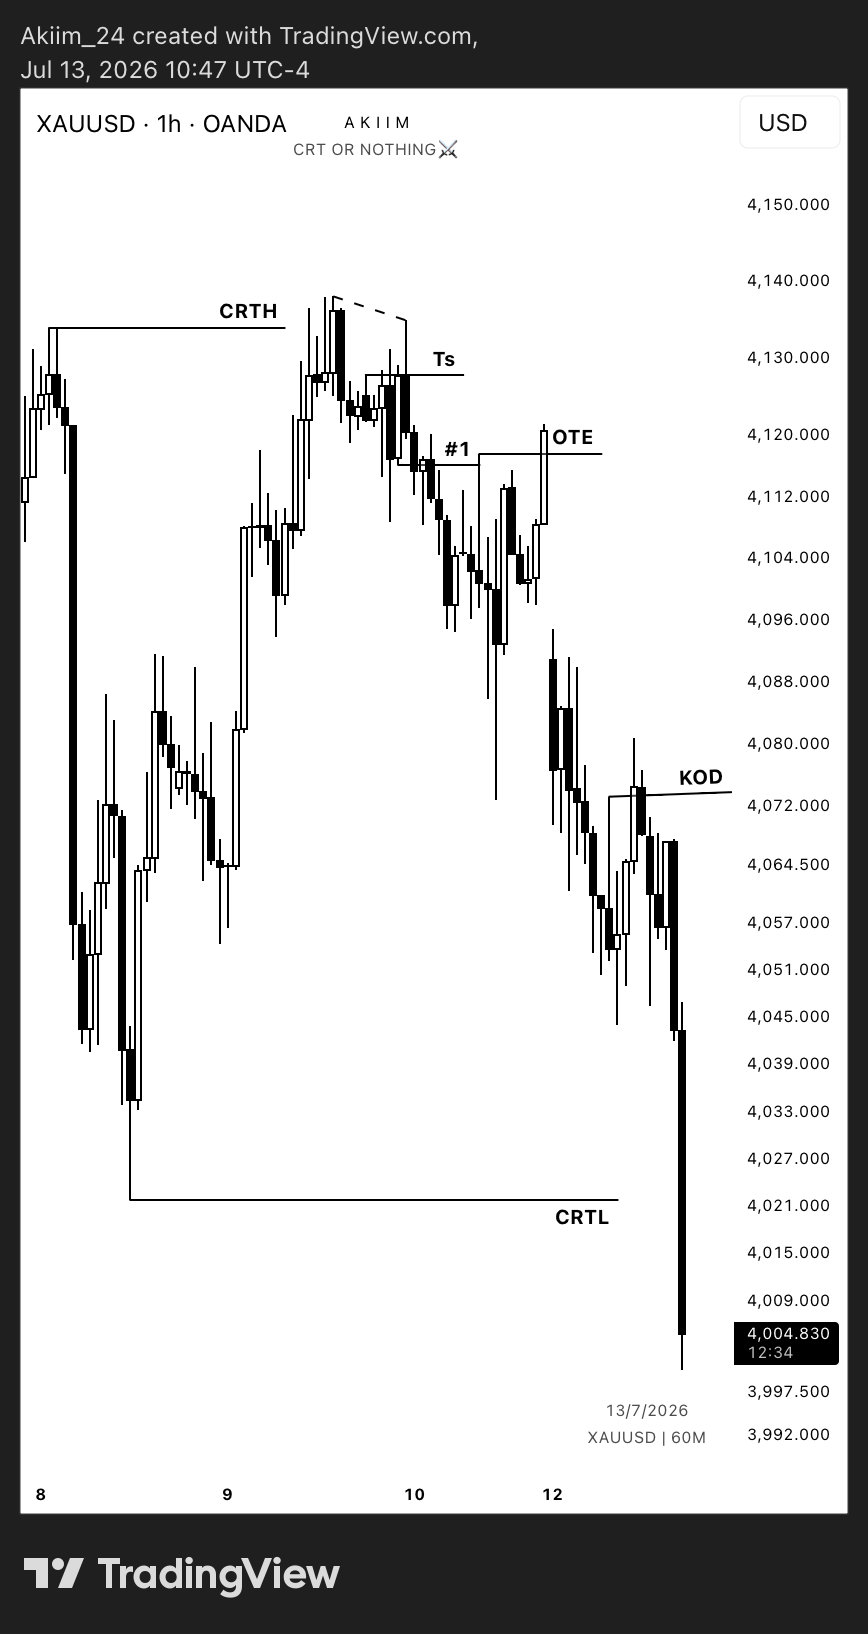 Akiim_24 created with TradingView.com,
Jul 13, 2026 10:47 UTC-4
XAUUSD · 1h · OANDA
AKIIM
USD
CRT OR NOTHING⚔
4,150.000
4,140.000
CRTH
4,130.000
Ts
4,120.000
OTE
#1
4,112.000
4,104.000
4,096.000
4,088.000
4,080.000
KOD
4,072.000
4,064.500
4,057.000
4,051.000
4,045.000
4,039.000
4,033.000
4,027.000
4,021.000
CRTL
4,015.000
4,009.000
4,004.830
12:34
3,997.500
13/7/2026
3,992.000
XAUUSD | 60M
8 9 10 12
TradingView